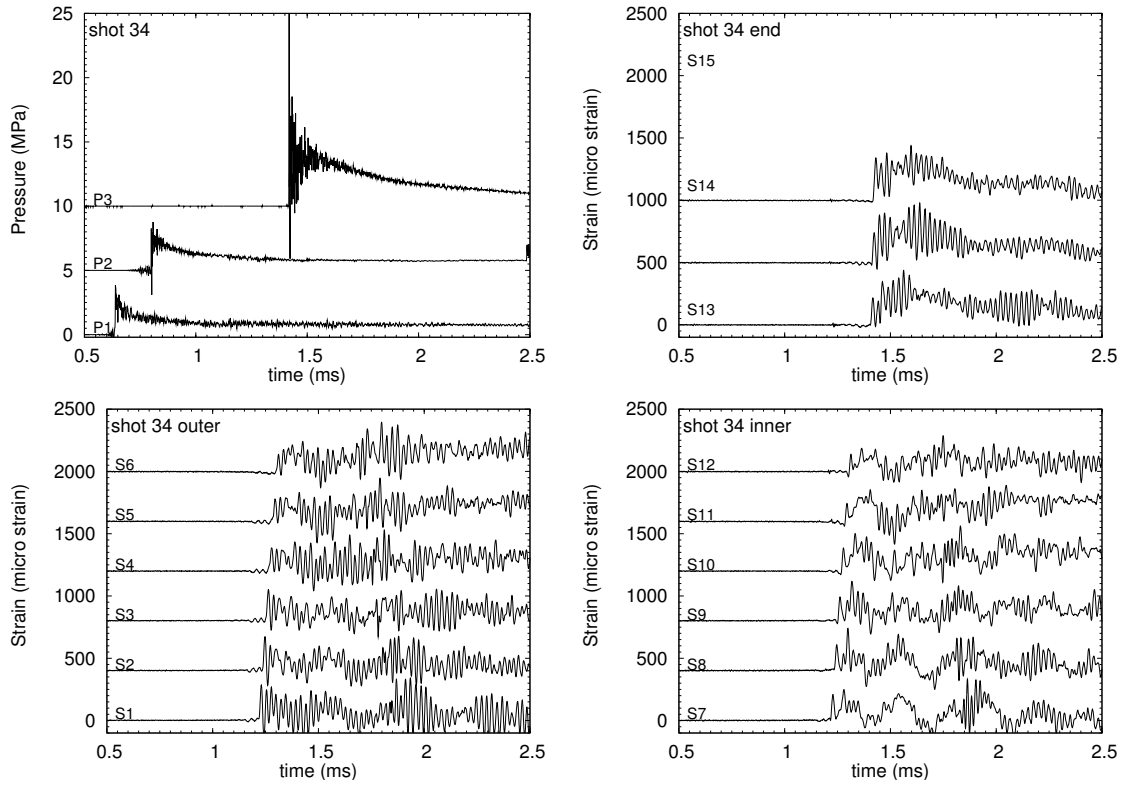 shot 34
25
20
15
10
5
0
Pressure (MPa)
P3
P2
P1
0.5 1 1.5 2 2.5
time (ms)
shot 34 end
2500
2000
1500
1000
500
0
Strain (micro strain)
S15
S14
S13
0.5 1 1.5 2 2.5
time (ms)
shot 34 outer
2500
2000
1500
1000
500
0
Strain (micro strain)
S6
S5
S4
S3
S2
S1
0.5 1 1.5 2 2.5
time (ms)
shot 34 inner
2500
2000
1500
1000
500
0
Strain (micro strain)
S12
S11
S10
S9
S8
S7
0.5 1 1.5 2 2.5
time (ms)